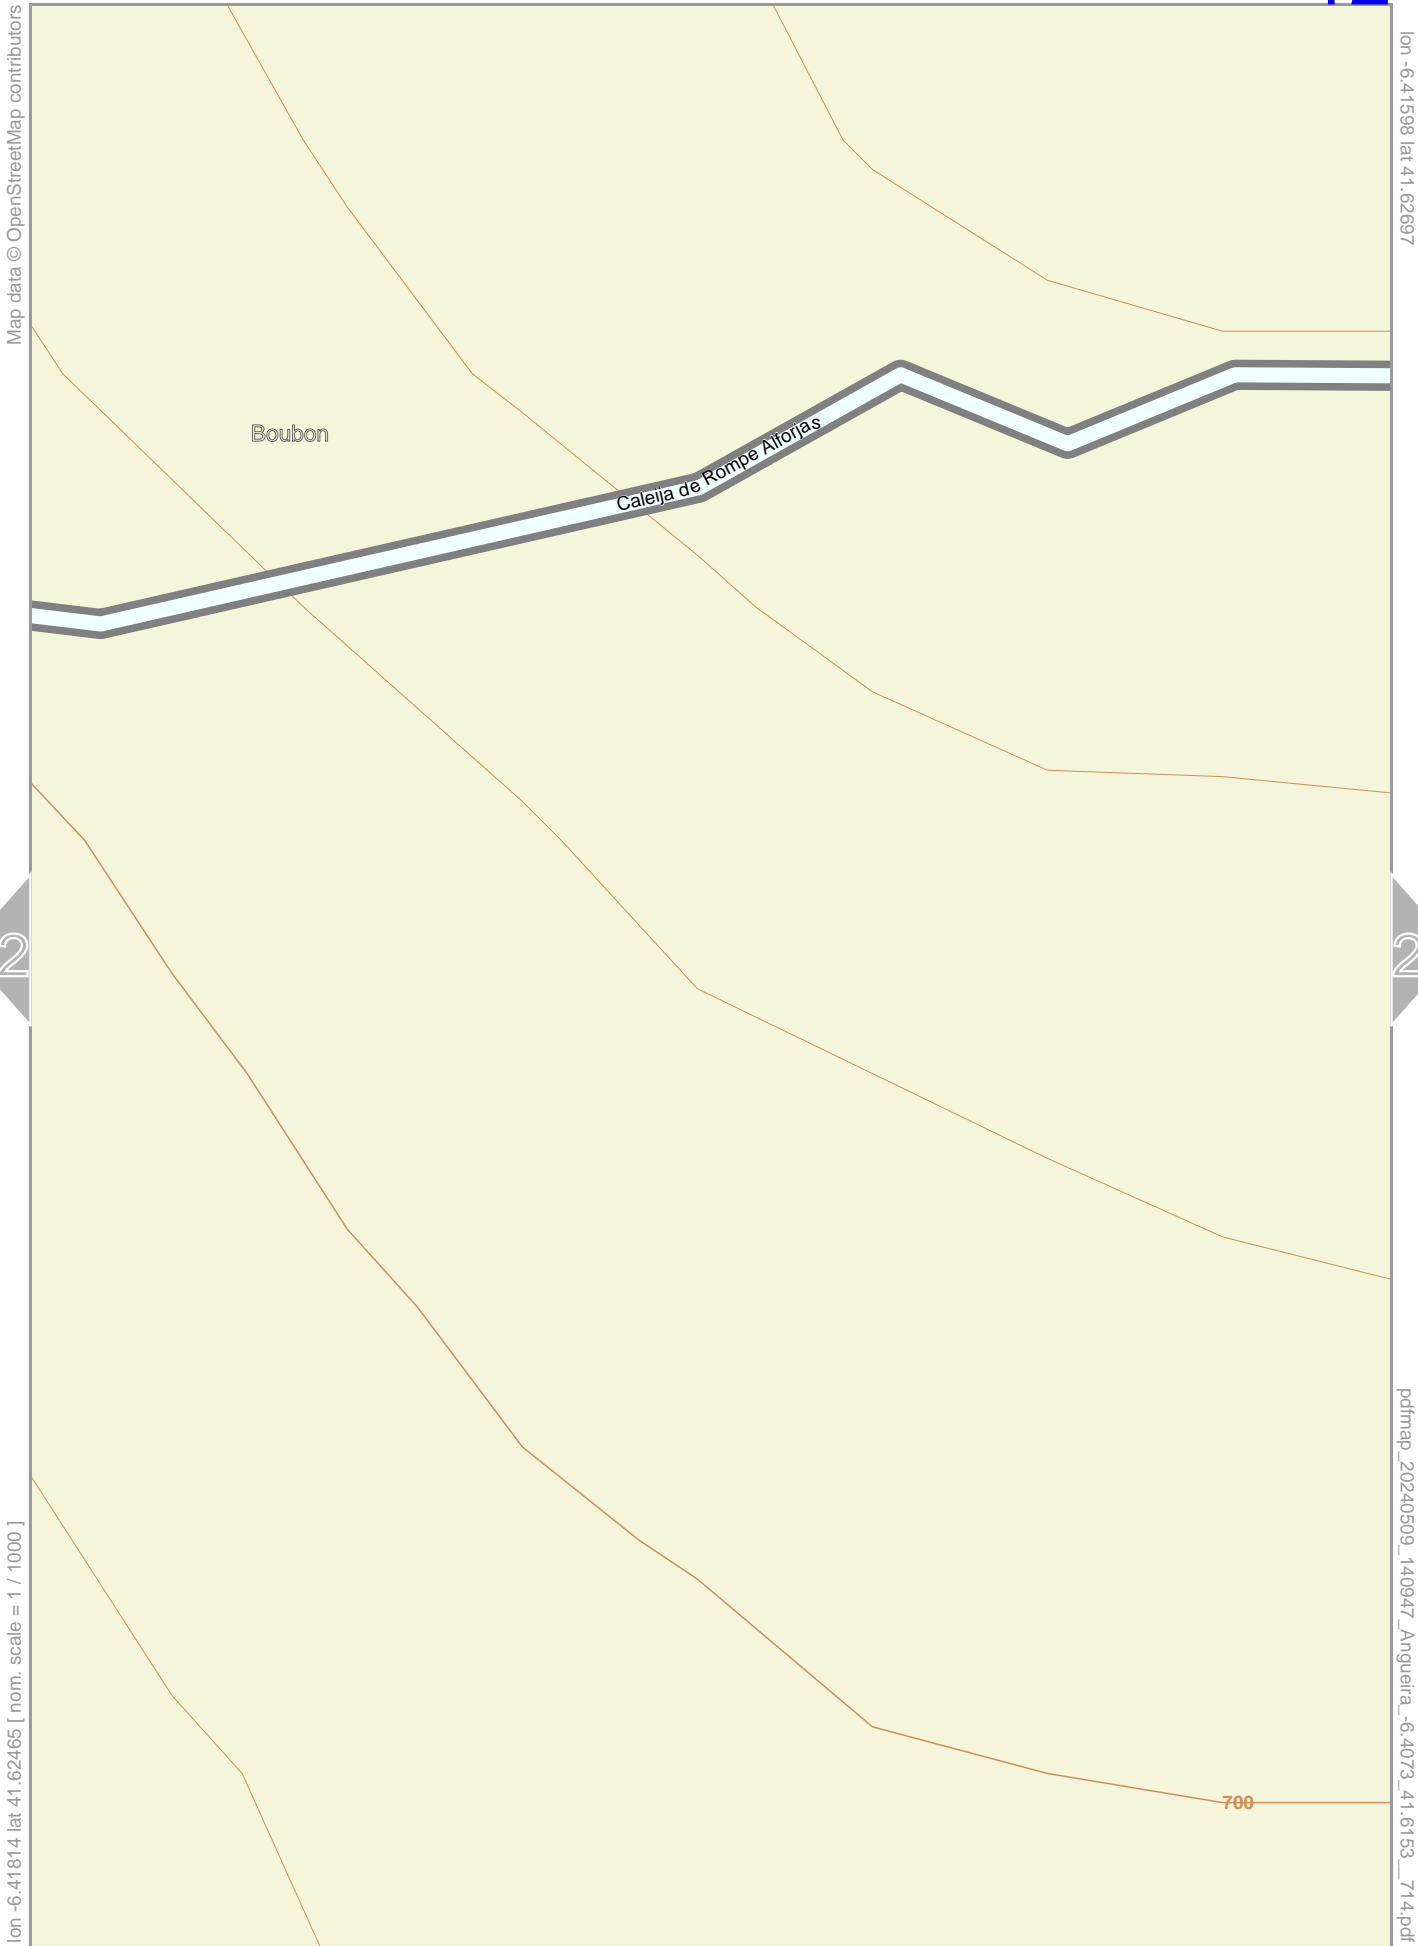 Map data © OpenStreetMap contributors
lon -6.41598 lat 41.62697
Boubon
Caleija de Rompe Alforjas
2
2
700
lon -6.41814 lat 41.62465 [ nom. scale = 1 / 1000 ]
pdfmap_20240509_140947_Angueira_-6.4073_41.6153__714.pdf